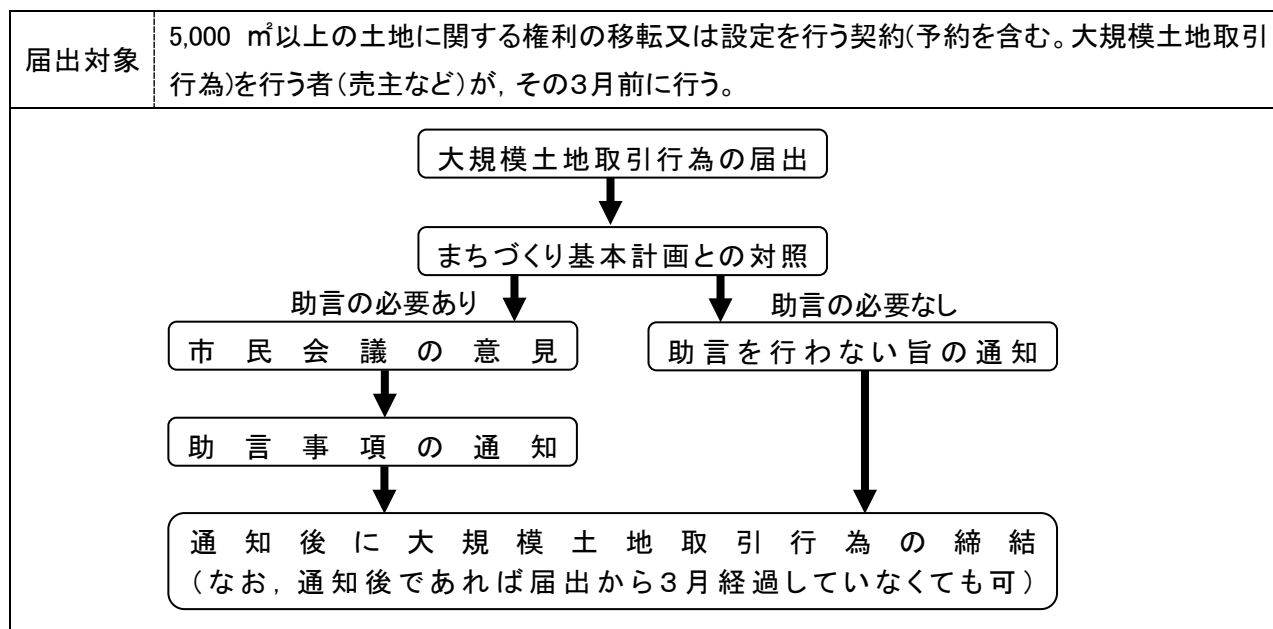 届出対象
5,000 ㎡以上の土地に関する権利の移転又は設定を行う契約(予約を含む。大規模土地取引
行為)を行う者(売主など)が, その3月前に行う。
大規模土地取引行為の届出
まちづくり基本計画との対照
助言の必要あり
助言の必要なし
市民会議の意見
助言を行わない旨の通知
助言事項の通知
通知後に大規模土地取引行為の締結
(なお, 通知後であれば届出から3月経過していなくても可)